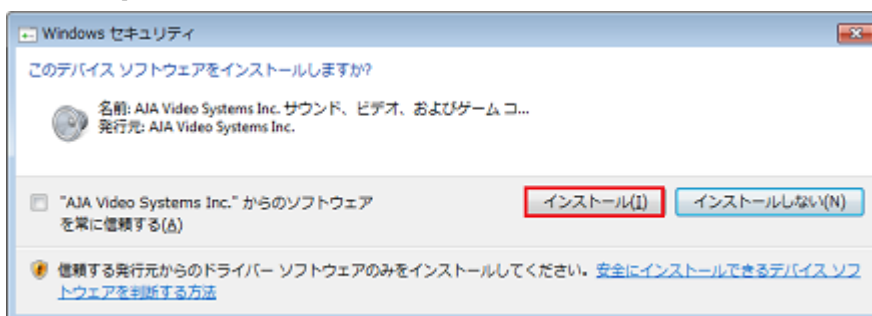 Windows セキュリティ
このデバイス ソフトウェアをインストールしますか?
名前: AJA Video Systems Inc. サウンド、ビデオ、およびゲーム コ...
発行元: AJA Video Systems Inc.
"AJA Video Systems Inc." からのソフトウェア
を常に信頼する(A)
インストール(I)
インストールしない(N)
信頼する発行元からのドライバー ソフトウェアのみをインストールしてください。安全にインストールできるデバイス ソフ
トウェアを判断する方法